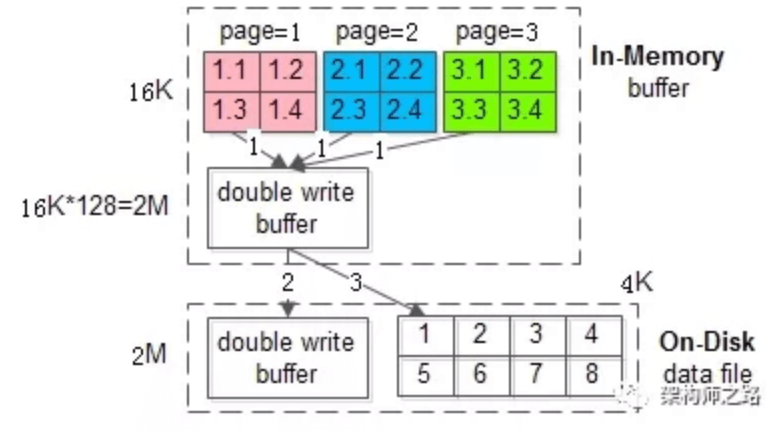 page=1 page=2 page=3
1.1 1.2 2.1 2.2 3.1 3.2
In-Memory
buffer
16K
1.3 1.4 2.3 2.4 3.3 3.4
1 1 1
double write
buffer
16K*128=2M
2 3
4K
double write
buffer
2M
1 2 3 4
5 6 7 8
On-Disk
data file
架构师之路